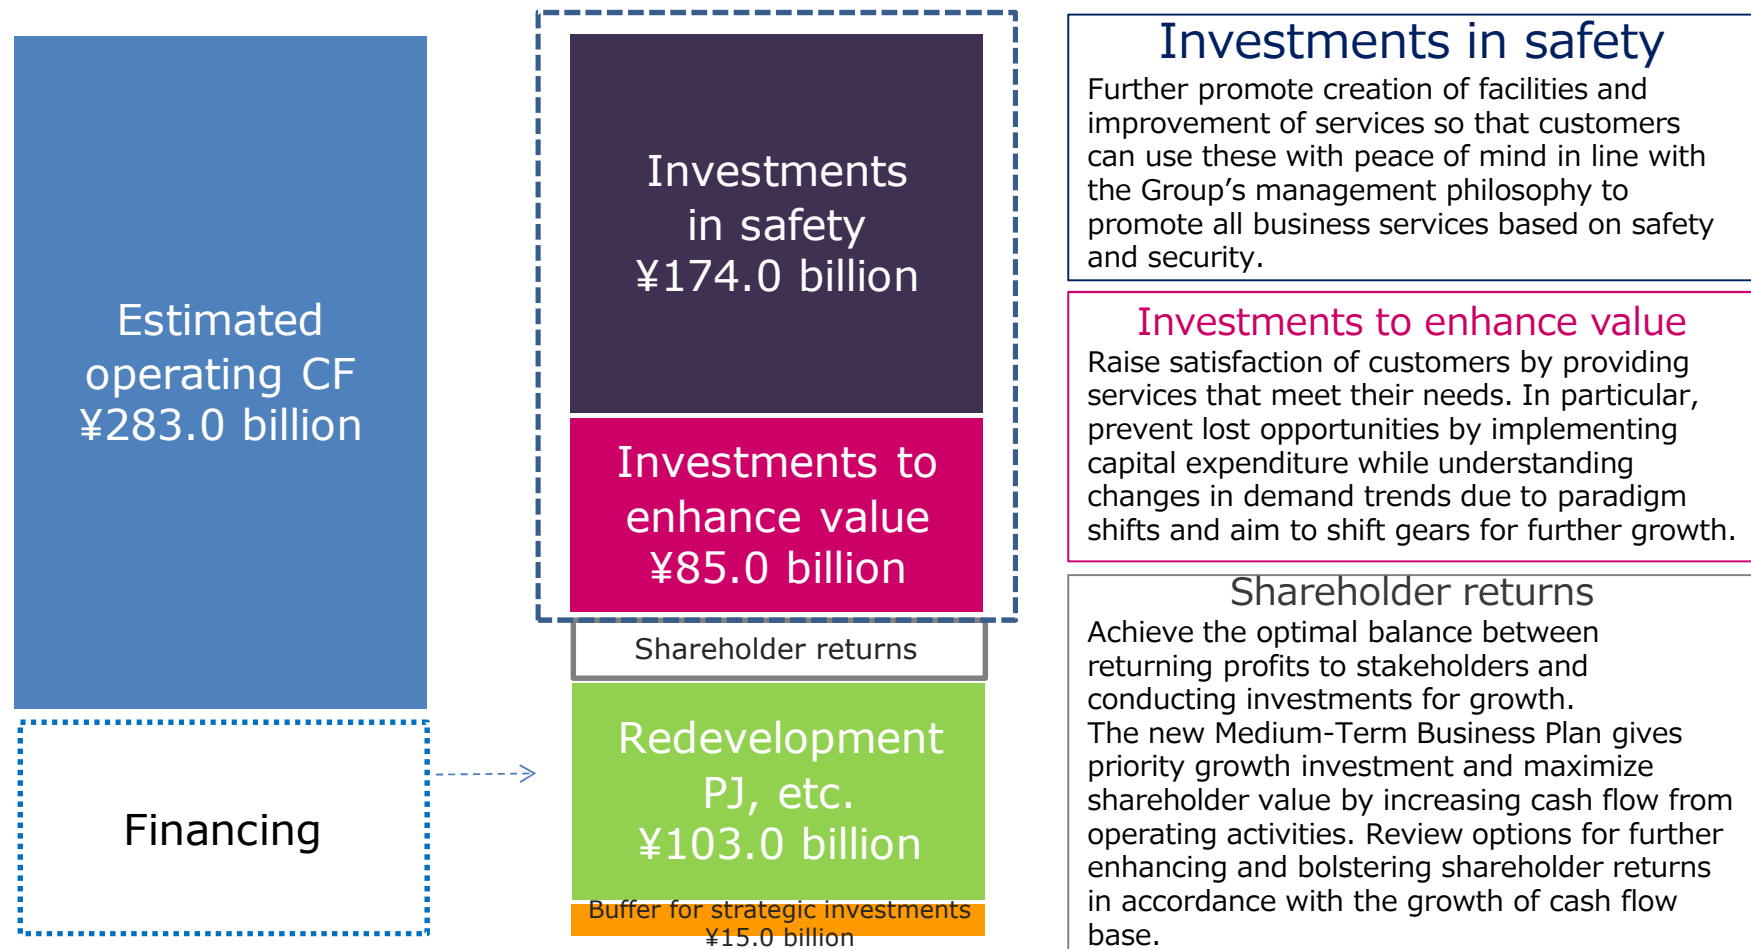 Estimated
operating CF
¥283.0 billion
Financing
Investments
in safety
¥174.0 billion
Investments to
enhance value
¥85.0 billion
Shareholder returns
Redevelopment
PJ, etc.
¥103.0 billion
Buffer for strategic investments
¥15.0 billion
Investments in safety
Further promote creation of facilities and
improvement of services so that customers
can use these with peace of mind in line with
the Group’s management philosophy to
promote all business services based on safety
and security.
Investments to enhance value
Raise satisfaction of customers by providing
services that meet their needs. In particular,
prevent lost opportunities by implementing
capital expenditure while understanding
changes in demand trends due to paradigm
shifts and aim to shift gears for further growth.
Shareholder returns
Achieve the optimal balance between
returning profits to stakeholders and
conducting investments for growth.
The new Medium-Term Business Plan gives
priority growth investment and maximize
shareholder value by increasing cash flow from
operating activities. Review options for further
enhancing and bolstering shareholder returns
in accordance with the growth of cash flow
base.